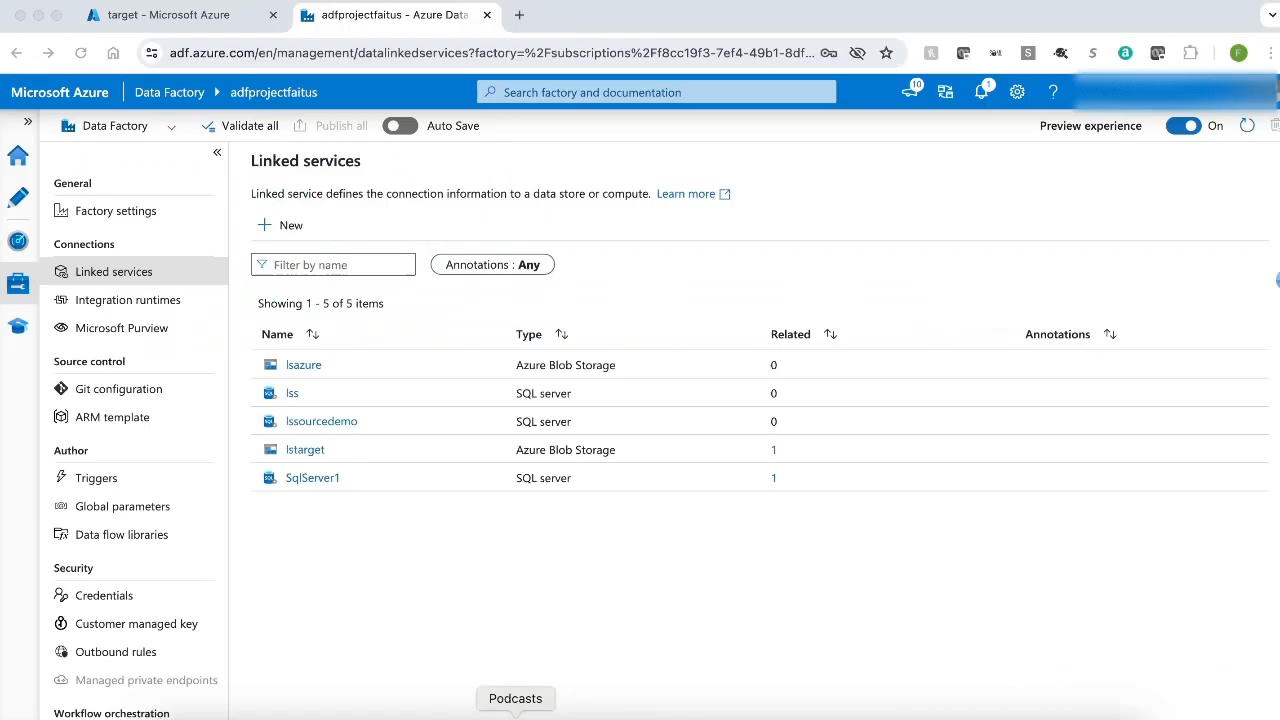 target - Microsoft Azure
adfprojectfaitus - Azure Data
adf.azure.com/en/management/datalinkedservices?factory=%2Fsubscriptions%2Ff8cc19f3-7ef4-49b1-8df...
F
Microsoft Azure
Data Factory
adfprojectfaitus
Search factory and documentation
10
1
Data Factory
Validate all
Publish all
Auto Save
Preview experience
On
General
Factory settings
Connections
Linked services
Integration runtimes
Microsoft Purview
Source control
Git configuration
ARM template
Author
Triggers
Global parameters
Data flow libraries
Security
Credentials
Customer managed key
Outbound rules
Managed private endpoints
Workflow orchestration
Linked services
Linked service defines the connection information to a data store or compute. Learn more
New
Filter by name
Annotations : Any
Showing 1 - 5 of 5 items
Name Type Related Annotations
lsazure Azure Blob Storage 0
lss SQL server 0
lssourcedemo SQL server 0
lstarget Azure Blob Storage 1
SqlServer1 SQL server 1
Podcasts